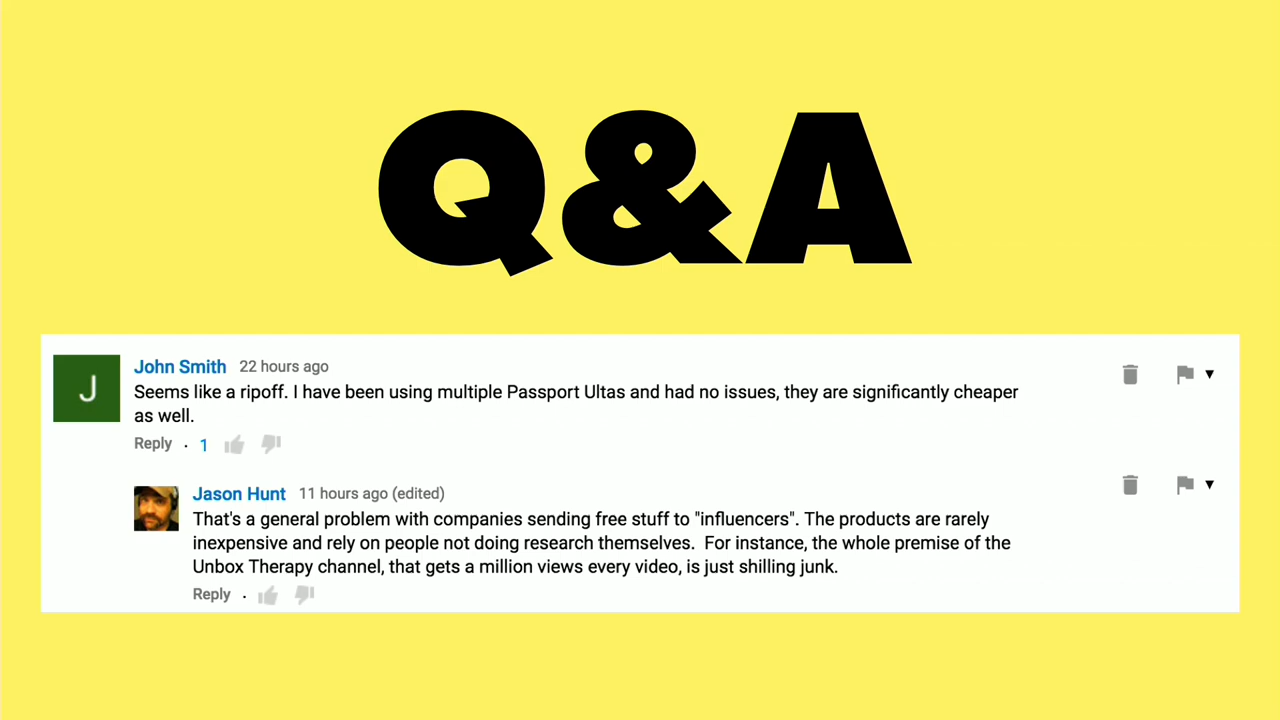 Q&A
John Smith 22 hours ago
Seems like a ripoff. I have been using multiple Passport Ultas and had no issues, they are significantly cheaper
as well.
Reply · 1
Jason Hunt 11 hours ago (edited)
That's a general problem with companies sending free stuff to "influencers". The products are rarely
inexpensive and rely on people not doing research themselves.  For instance, the whole premise of the
Unbox Therapy channel, that gets a million views every video, is just shilling junk.
Reply ·
J